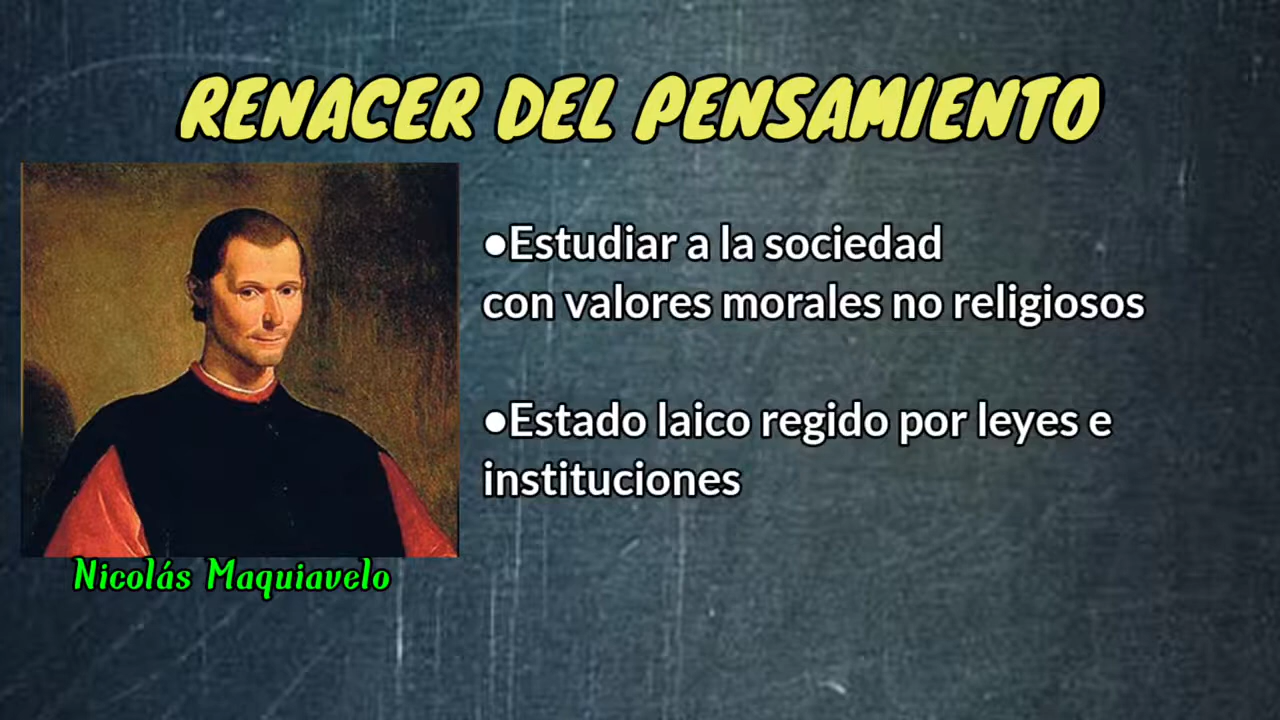 RENACER DEL PENSAMIENTO
●Estudiar a la sociedad
con valores morales no religiosos
●Estado laico regido por leyes e
instituciones
Nicolás Maquiavelo